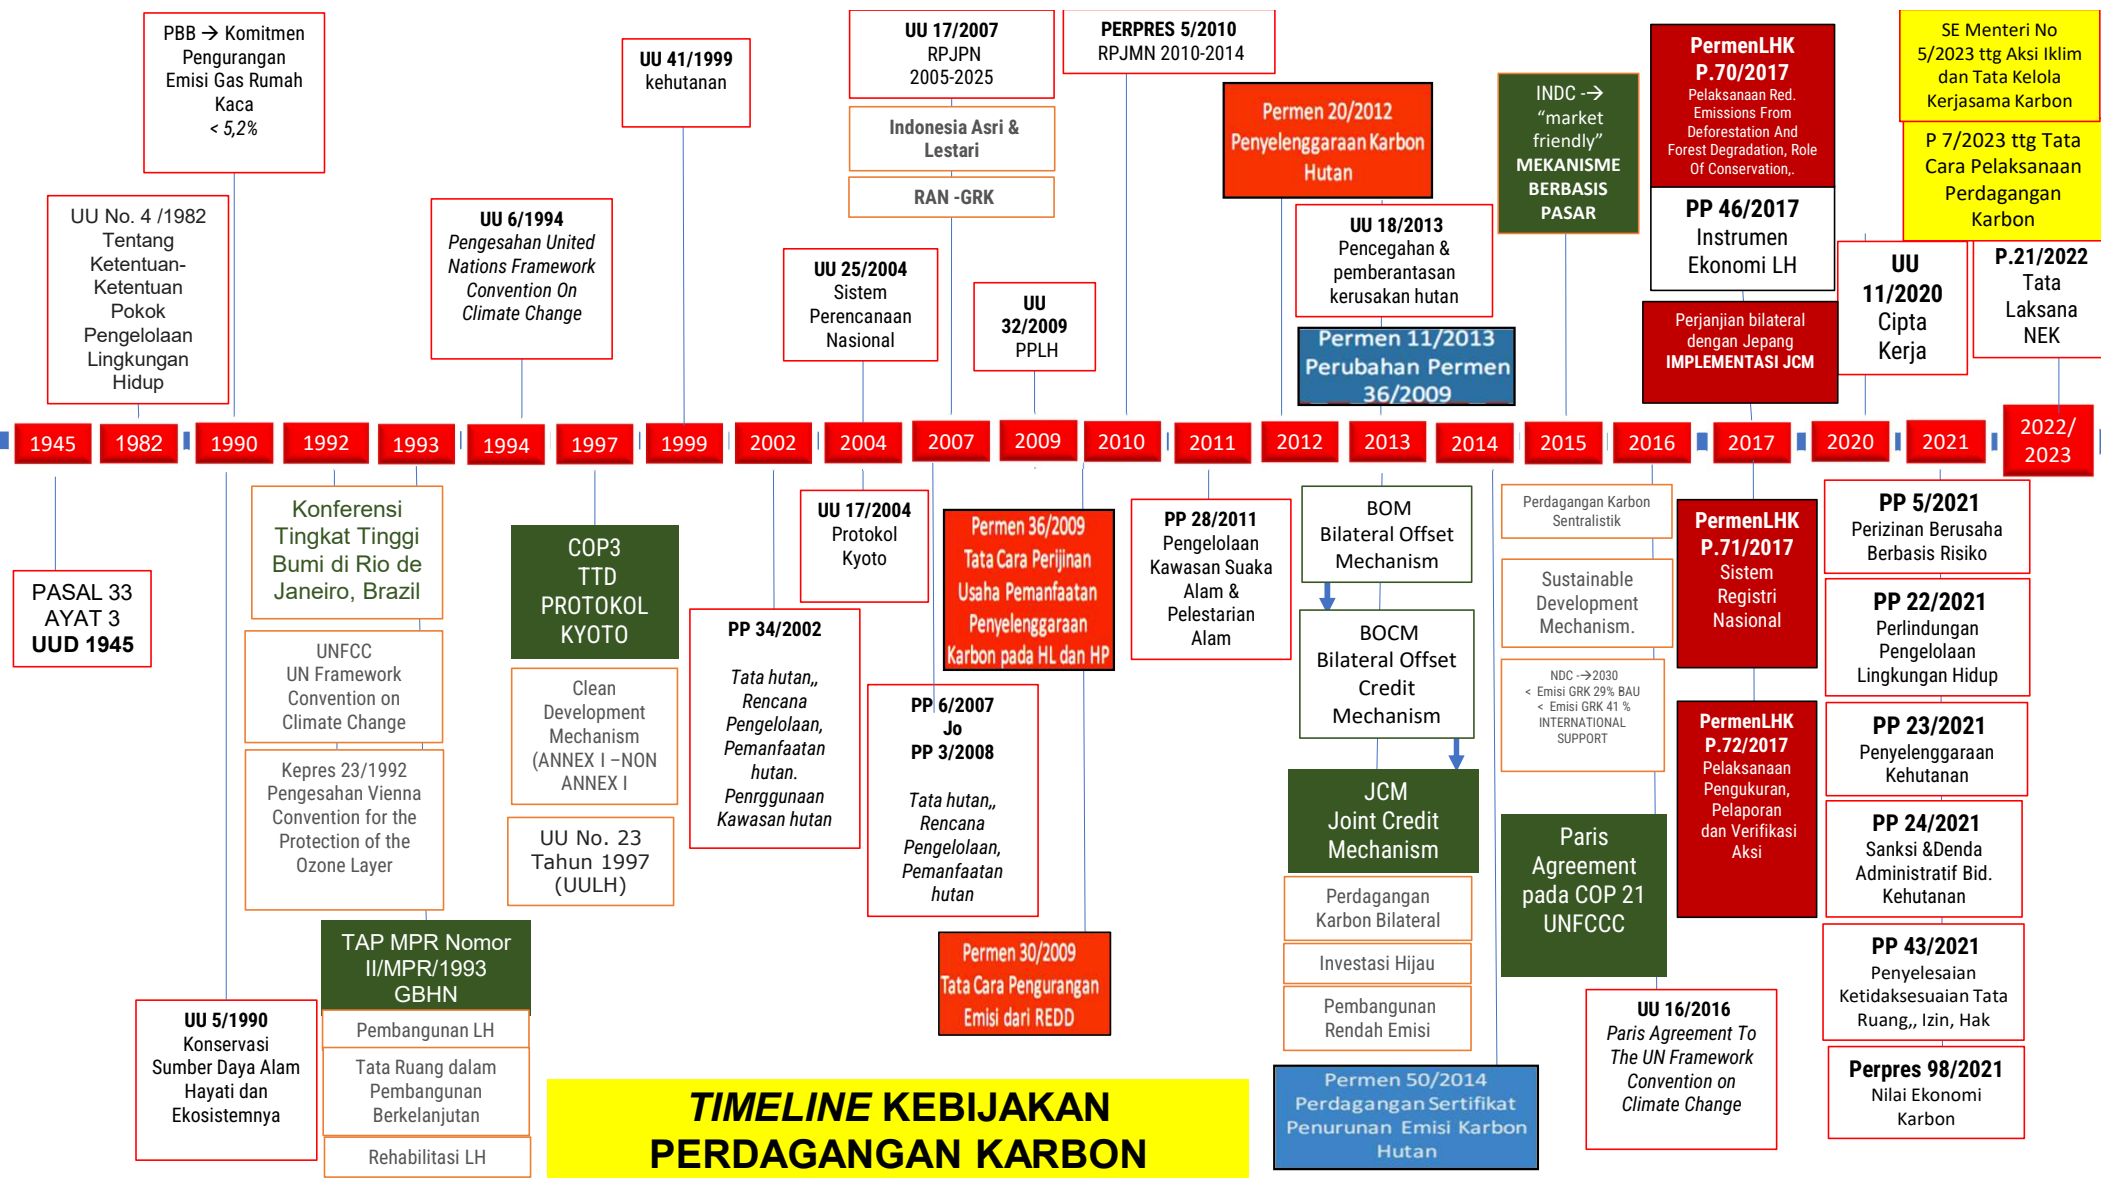 PBB → Komitmen
Pengurangan
Emisi Gas Rumah
Kaca
< 5,2%
UU 41/1999
kehutanan
UU 17/2007
RPJPN
2005-2025
Indonesia Asri &
Lestari
RAN -GRK
PERPRES 5/2010
RPJMN 2010-2014
Permen 20/2012
Penyelenggaraan Karbon
Hutan
INDC -→
“market
friendly”
MEKANISME
BERBASIS
PASAR
PermenLHK
P.70/2017
Pelaksanaan Red.
Emissions From
Deforestation And
Forest Degradation, Role
Of Conservation,.
PP 46/2017
Instrumen
Ekonomi LH
Perjanjian bilateral
dengan Jepang
IMPLEMENTASI JCM
SE Menteri No
5/2023 ttg Aksi Iklim
dan Tata Kelola
Kerjasama Karbon
P 7/2023 ttg Tata
Cara Pelaksanaan
Perdagangan
Karbon
UU No. 4 /1982
Tentang
Ketentuan-
Ketentuan
Pokok
Pengelolaan
Lingkungan
Hidup
UU 6/1994
Pengesahan United
Nations Framework
Convention On
Climate Change
UU 25/2004
Sistem
Perencanaan
Nasional
UU
32/2009
PPLH
UU 18/2013
Pencegahan &
pemberantasan
kerusakan hutan
Permen 11/2013
Perubahan Permen
36/2009
UU
11/2020
Cipta
Kerja
P.21/2022
Tata
Laksana
NEK
1945
1982
1990
1992
1993
1994
1997
1999
2002
2004
2007
2009
2010
2011
2012
2013
2014
2015
2016
2017
2020
2021
2022/
2023
PASAL 33
AYAT 3
UUD 1945
UU 5/1990
Konservasi
Sumber Daya Alam
Hayati dan
Ekosistemnya
Konferensi
Tingkat Tinggi
Bumi di Rio de
Janeiro, Brazil
UNFCC
UN Framework
Convention on
Climate Change
Kepres 23/1992
Pengesahan Vienna
Convention for the
Protection of the
Ozone Layer
TAP MPR Nomor
II/MPR/1993
GBHN
Pembangunan LH
Tata Ruang dalam
Pembangunan
Berkelanjutan
Rehabilitasi LH
COP3
TTD
PROTOKOL
KYOTO
Clean
Development
Mechanism
(ANNEX I –NON
ANNEX I
UU No. 23
Tahun 1997
(UULH)
PP 34/2002
Tata hutan,,
Rencana
Pengelolaan,
Pemanfaatan
hutan.
Penrggunaan
Kawasan hutan
UU 17/2004
Protokol
Kyoto
PP 6/2007
Jo
PP 3/2008
Tata hutan,,
Rencana
Pengelolaan,
Pemanfaatan
hutan
Permen 36/2009
Tata Cara Perijinan
Usaha Pemanfaatan
Penyelenggaraan
Karbon pada HL dan HP
Permen 30/2009
Tata Cara Pengurangan
Emisi dari REDD
PP 28/2011
Pengelolaan
Kawasan Suaka
Alam &
Pelestarian
Alam
BOM
Bilateral Offset
Mechanism
BOCM
Bilateral Offset
Credit
Mechanism
JCM
Joint Credit
Mechanism
Perdagangan
Karbon Bilateral
Investasi Hijau
Pembangunan
Rendah Emisi
Permen 50/2014
Perdagangan Sertifikat
Penurunan Emisi Karbon
Hutan
Perdagangan Karbon
Sentralistik
Sustainable
Development
Mechanism.
NDC -→2030
< Emisi GRK 29% BAU
< Emisi GRK 41 %
INTERNATIONAL
SUPPORT
Paris
Agreement
pada COP 21
UNFCCC
UU 16/2016
Paris Agreement To
The UN Framework
Convention on
Climate Change
PermenLHK
P.71/2017
Sistem
Registri
Nasional
PermenLHK
P.72/2017
Pelaksanaan
Pengukuran,
Pelaporan
dan Verifikasi
Aksi
PP 5/2021
Perizinan Berusaha
Berbasis Risiko
PP 22/2021
Perlindungan
Pengelolaan
Lingkungan Hidup
PP 23/2021
Penyelenggaraan
Kehutanan
PP 24/2021
Sanksi &Denda
Administratif Bid.
Kehutanan
PP 43/2021
Penyelesaian
Ketidaksesuaian Tata
Ruang,, Izin, Hak
Perpres 98/2021
Nilai Ekonomi
Karbon
TIMELINE KEBIJAKAN
PERDAGANGAN KARBON